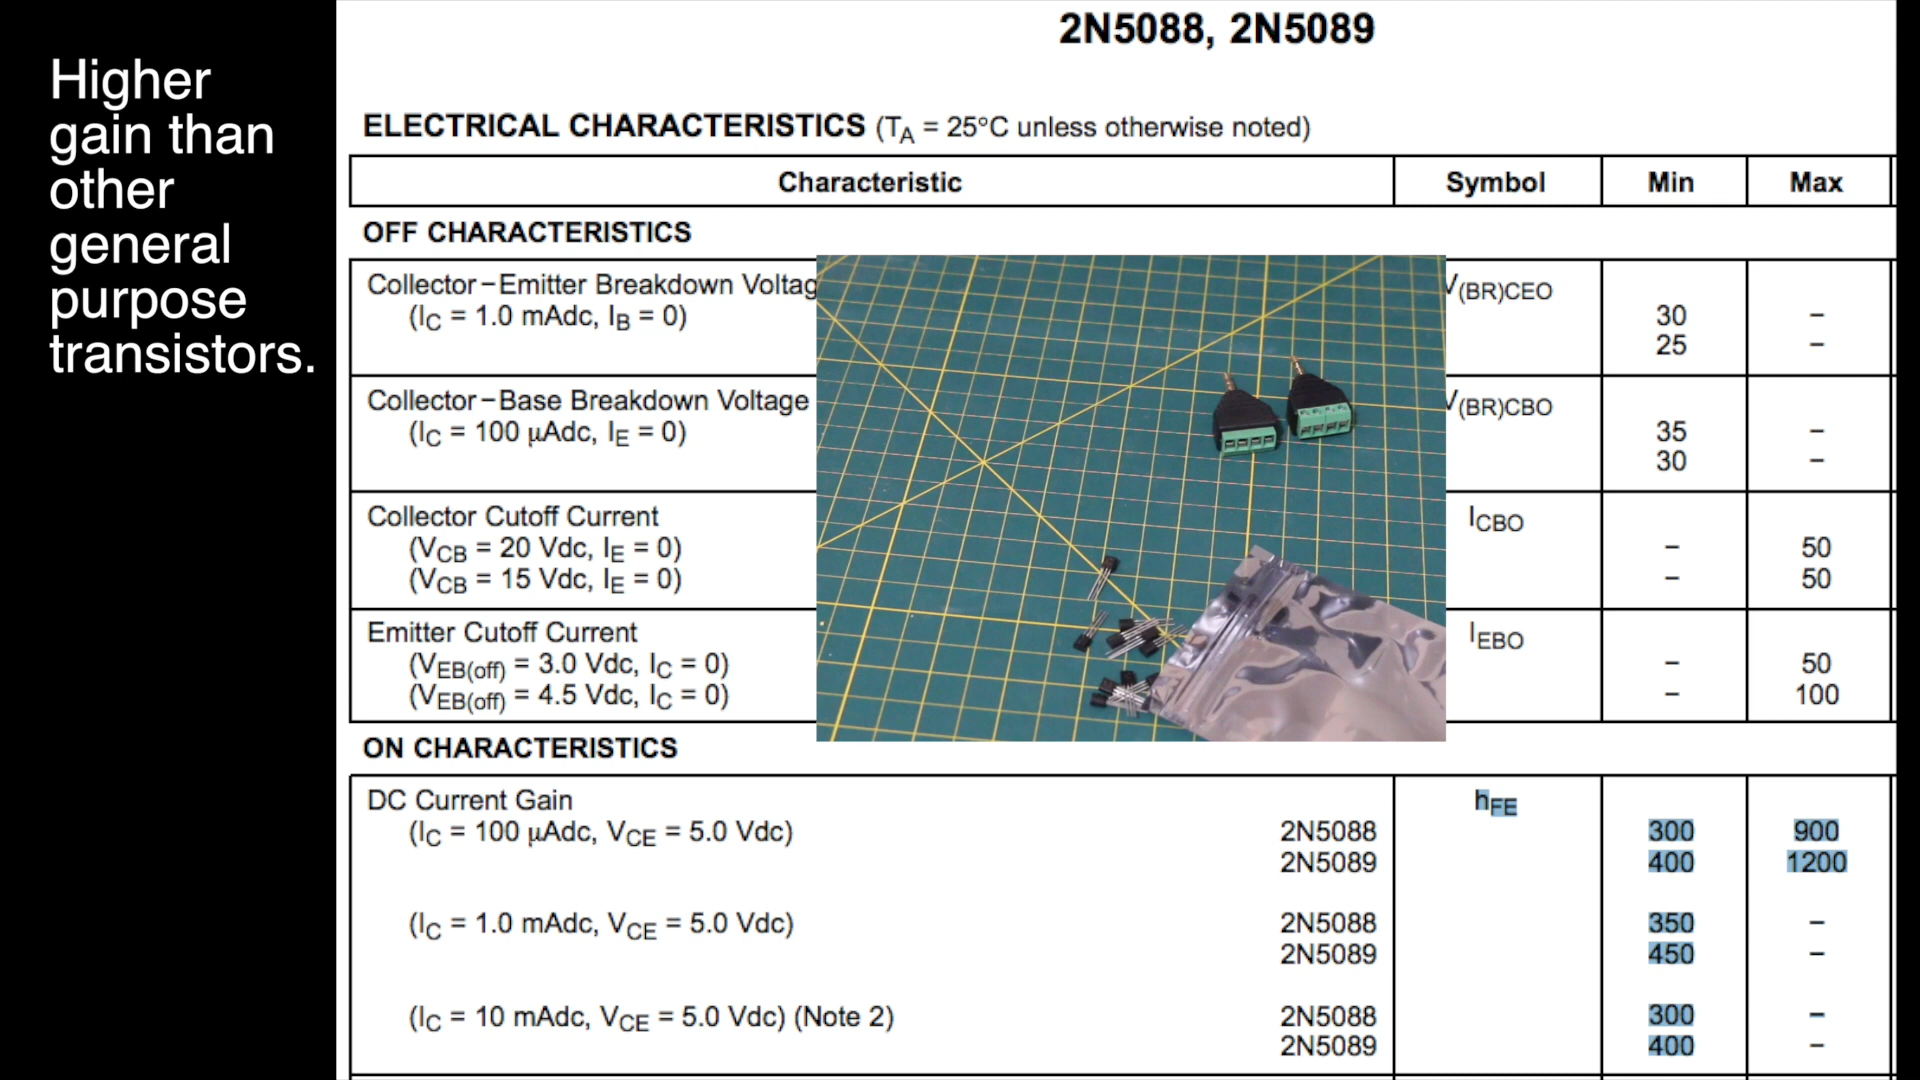 Higher
gain than
other
general
purpose
transistors.
2N5088, 2N5089
ELECTRICAL CHARACTERISTICS (TA = 25°C unless otherwise noted)
Characteristic Symbol Min Max
OFF CHARACTERISTICS
Collector–Emitter Breakdown Voltag V(BR)CEO
(IC = 1.0 mAdc, IB = 0) 30 –
25 –
Collector–Base Breakdown Voltage V(BR)CBO
(IC = 100 μAdc, IE = 0) 35 –
30 –
Collector Cutoff Current ICBO
(VCB = 20 Vdc, IE = 0) – 50
(VCB = 15 Vdc, IE = 0) – 50
Emitter Cutoff Current IEBO
(VEB(off) = 3.0 Vdc, IC = 0) – 50
(VEB(off) = 4.5 Vdc, IC = 0) – 100
ON CHARACTERISTICS
DC Current Gain hFE
(IC = 100 μAdc, VCE = 5.0 Vdc) 2N5088 300 900
2N5089 400 1200
(IC = 1.0 mAdc, VCE = 5.0 Vdc) 2N5088 350 –
2N5089 450 –
(IC = 10 mAdc, VCE = 5.0 Vdc) (Note 2) 2N5088 300 –
2N5089 400 –